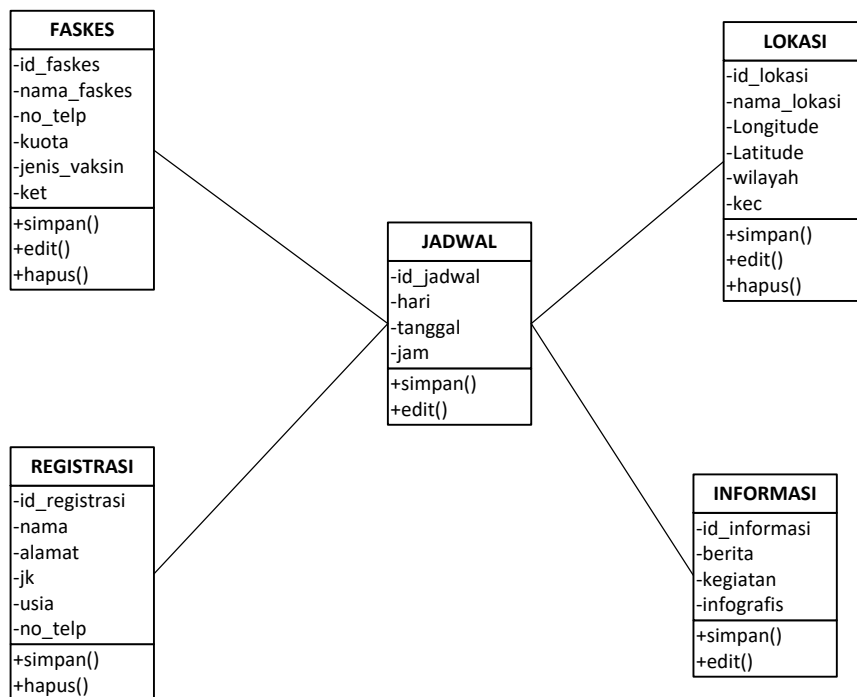 FASKES
-id_faskes
-nama_faskes
-no_telp
-kuota
-jenis_vaksin
-ket
+simpan()
+edit()
+hapus()
LOKASI
-id_lokasi
-nama_lokasi
-Longitude
-Latitude
-wilayah
-kec
+simpan()
+edit()
+hapus()
JADWAL
-id_jadwal
-hari
-tanggal
-jam
+simpan()
+edit()
REGISTRASI
-id_registrasi
-nama
-alamat
-jk
-usia
-no_telp
+simpan()
+hapus()
INFORMASI
-id_informasi
-berita
-kegiatan
-infografis
+simpan()
+edit()